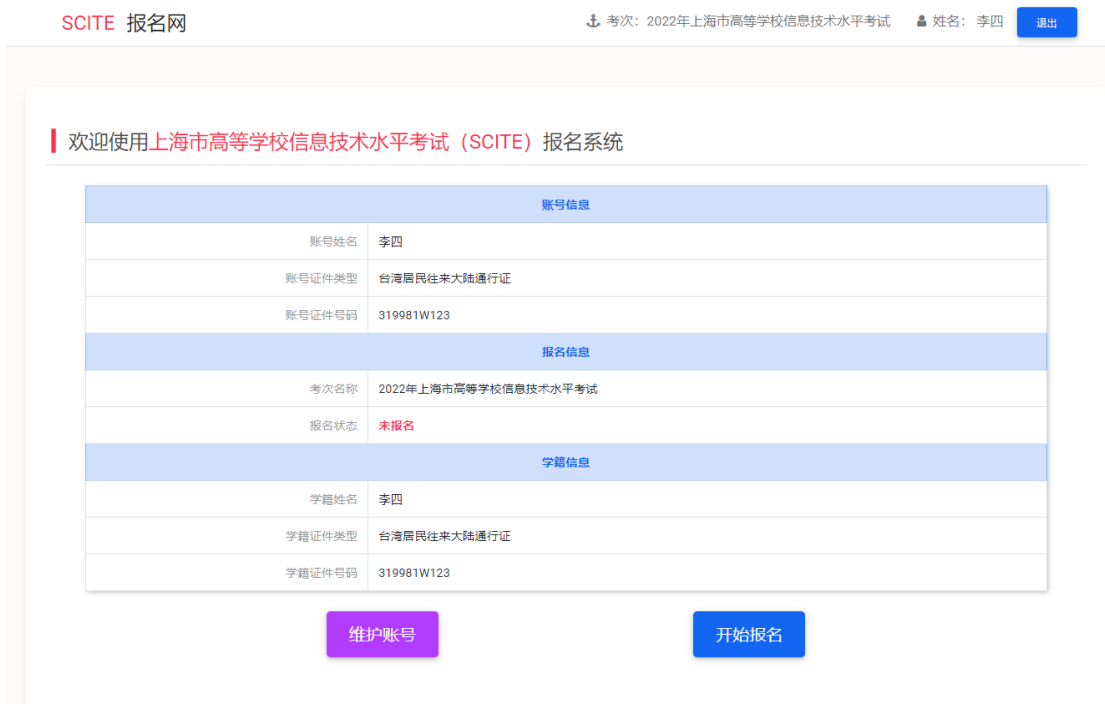 SCITE 报名网 考次：2022年上海市高等学校信息技术水平考试 姓名： 李四 退出
欢迎使用上海市高等学校信息技术水平考试（SCITE）报名系统
账号信息
账号姓名 李四
账号证件类型 台湾居民往来大陆通行证
账号证件号码 319981W123
报名信息
考次名称 2022年上海市高等学校信息技术水平考试
报名状态 未报名
学籍信息
学籍姓名 李四
学籍证件类型 台湾居民往来大陆通行证
学籍证件号码 319981W123
维护账号 开始报名